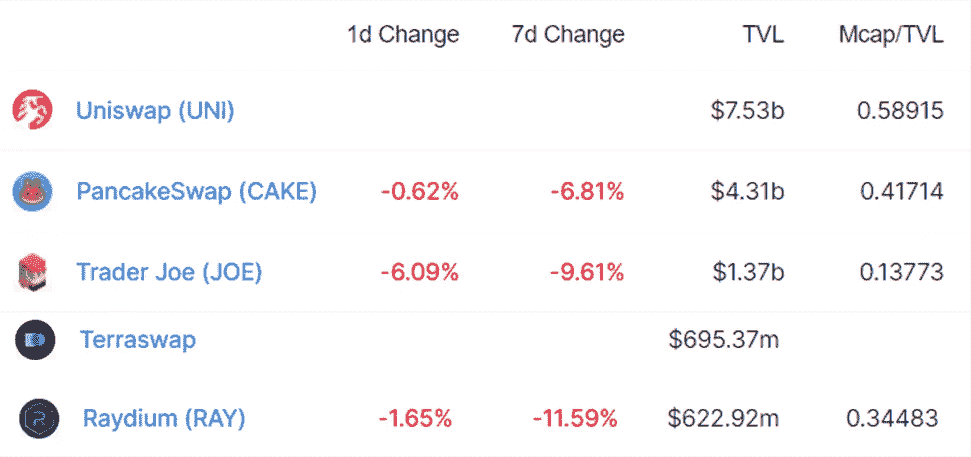 1d Change 7d Change TVL Mcap/TVL
Uniswap (UNI) $7.53b 0.58915
PancakeSwap (CAKE) -0.62% -6.81% $4.31b 0.41714
Trader Joe (JOE) -6.09% -9.61% $1.37b 0.13773
Terraswap $695.37m
Raydium (RAY) -1.65% -11.59% $622.92m 0.34483